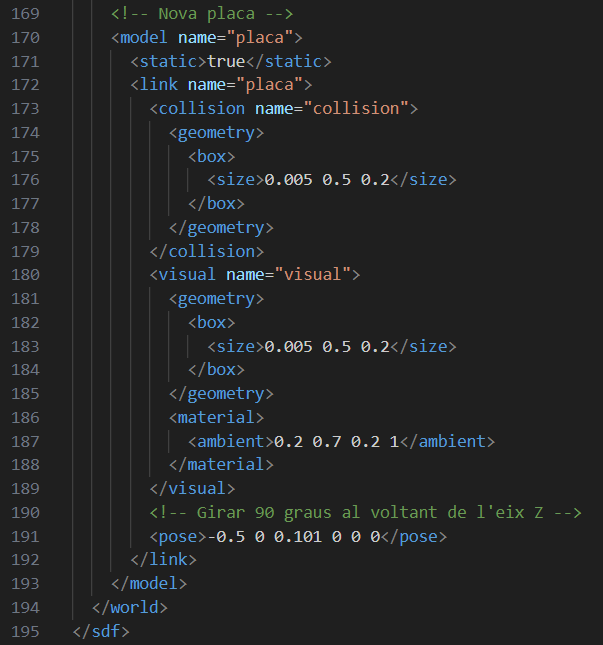 169 <!-- Nova placa -->
170 <model name="placa">
171 <static>true</static>
172 <link name="placa">
173 <collision name="collision">
174 <geometry>
175 <box>
176 <size>0.005 0.5 0.2</size>
177 </box>
178 </geometry>
179 </collision>
180 <visual name="visual">
181 <geometry>
182 <box>
183 <size>0.005 0.5 0.2</size>
184 </box>
185 </geometry>
186 <material>
187 <ambient>0.2 0.7 0.2 1</ambient>
188 </material>
189 </visual>
190 <!-- Girar 90 graus al voltant de l'eix Z -->
191 <pose>-0.5 0 0.101 0 0 0</pose>
192 </link>
193 </model>
194 </world>
195 </sdf>